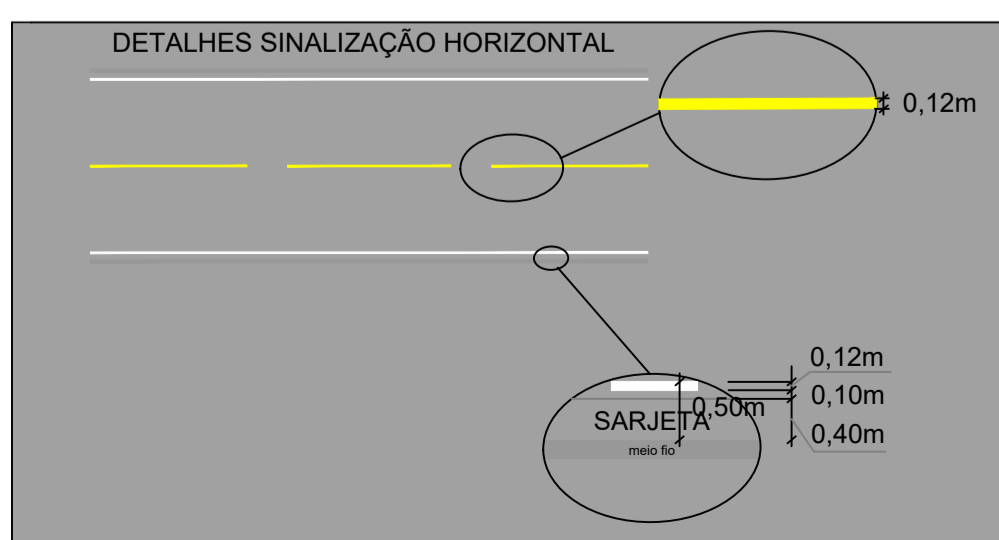 DETALHES SINALIZAÇÃO HORIZONTAL
0,12m
0,12m
0,50m
0,10m
SARJETA
0,40m
meio fio